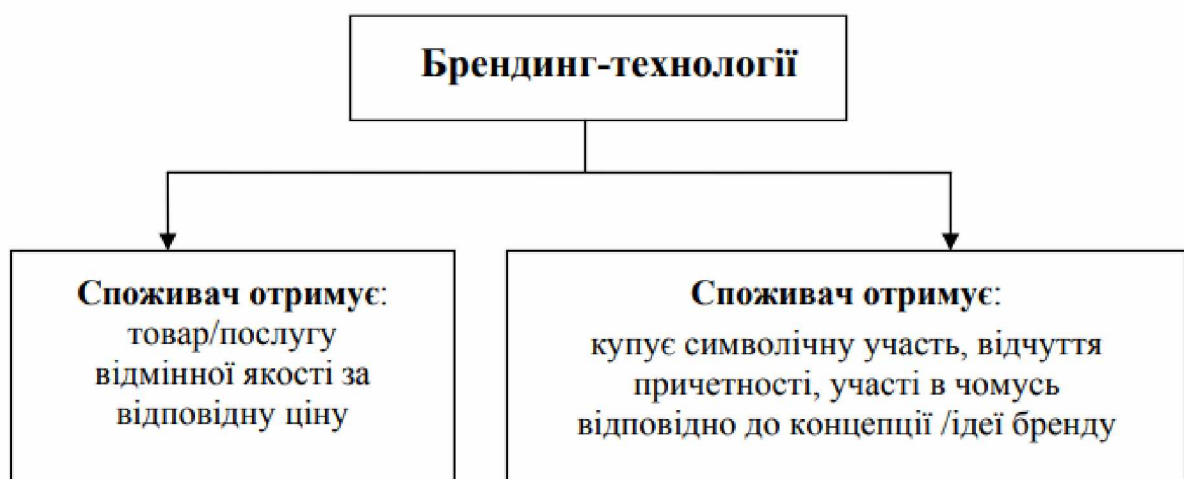 Брендинг-технології
Споживач отримує:
товар/послугу
відмінної якості за
відповідну ціну
Споживач отримує:
купує символічну участь, відчуття
причетності, участі в чомусь
відповідно до концепції /ідеї бренду